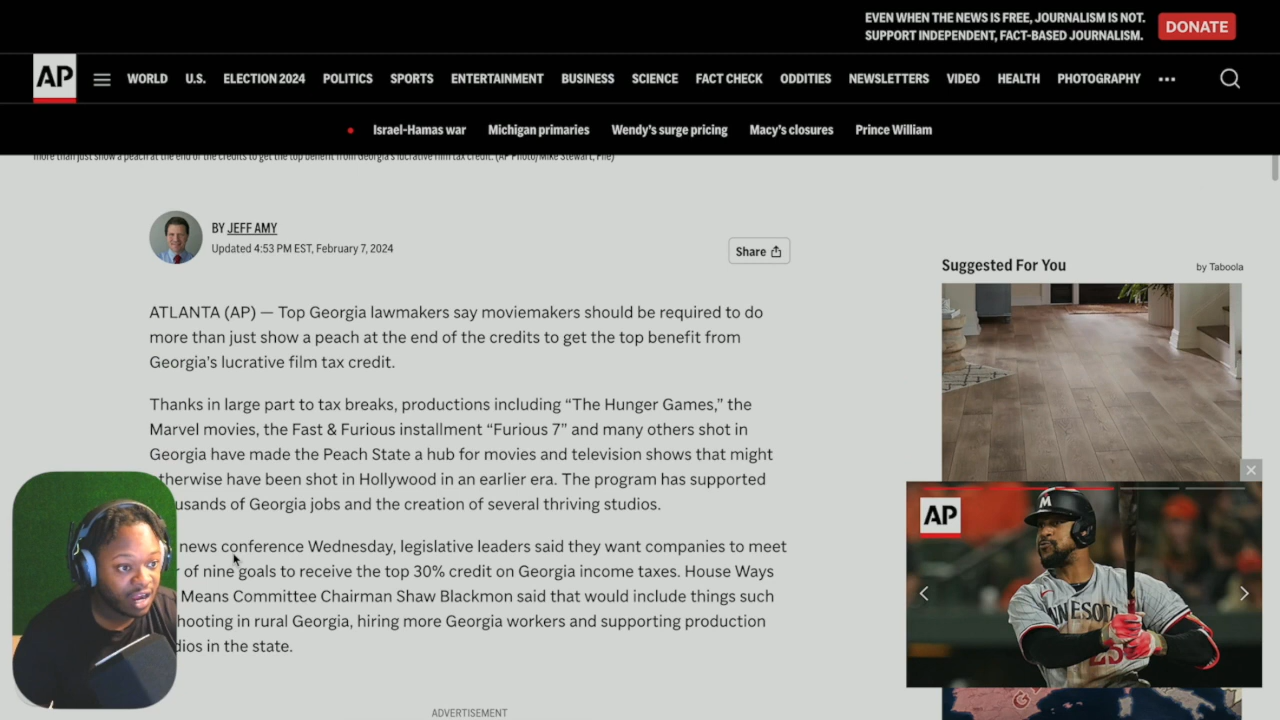 EVEN WHEN THE NEWS IS FREE, JOURNALISM IS NOT.
SUPPORT INDEPENDENT, FACT-BASED JOURNALISM.
DONATE
AP
WORLD U.S. ELECTION 2024 POLITICS SPORTS ENTERTAINMENT BUSINESS SCIENCE FACT CHECK ODDITIES NEWSLETTERS VIDEO HEALTH PHOTOGRAPHY
Israel-Hamas war Michigan primaries Wendy's surge pricing Macy's closures Prince William
more than just show a peach at the end of the credits to get the top benefit from Georgia's lucrative film tax credit. (AP Photo/Mike Stewart, File)
BY JEFF AMY
Updated 4:53 PM EST, February 7, 2024
Share
ATLANTA (AP) — Top Georgia lawmakers say moviemakers should be required to do
more than just show a peach at the end of the credits to get the top benefit from
Georgia's lucrative film tax credit.
Thanks in large part to tax breaks, productions including “The Hunger Games,” the
Marvel movies, the Fast & Furious installment “Furious 7” and many others shot in
Georgia have made the Peach State a hub for movies and television shows that might
therwise have been shot in Hollywood in an earlier era. The program has supported
usands of Georgia jobs and the creation of several thriving studios.
news conference Wednesday, legislative leaders said they want companies to meet
of nine goals to receive the top 30% credit on Georgia income taxes. House Ways
Means Committee Chairman Shaw Blackmon said that would include things such
hooting in rural Georgia, hiring more Georgia workers and supporting production
dios in the state.
ADVERTISEMENT
Suggested For You
by Taboola
AP
M
MINNESOTA
25